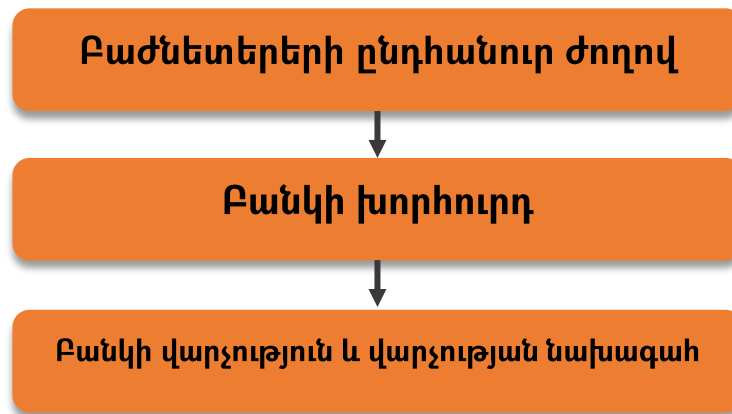 Բաժնետերերի ընդհանուր ժողով
Բանկի խորհուրդ
Բանկի վարչություն և վարչության նախագահ